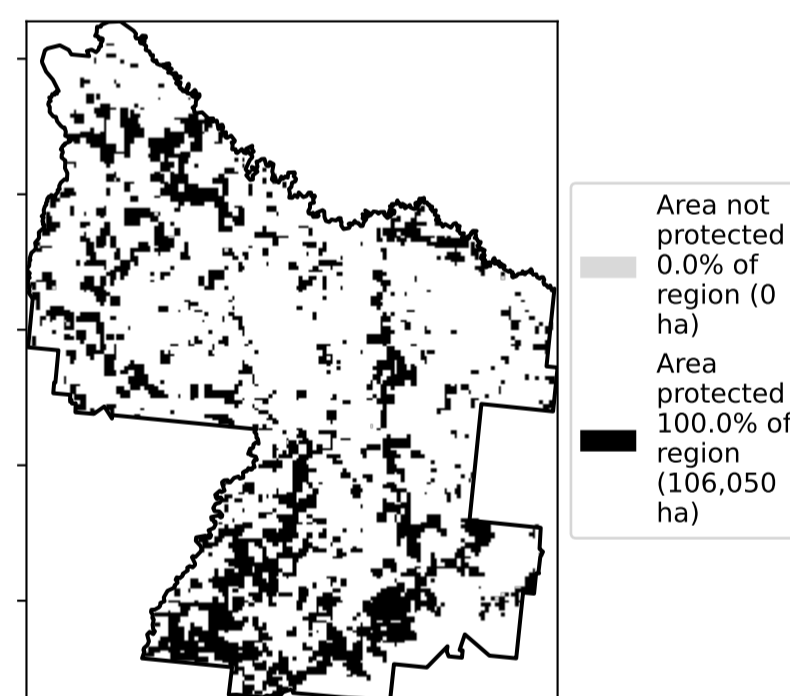 Area not
protected
0.0% of
region (0
ha)
Area
protected
100.0% of
region
(106,050
ha)